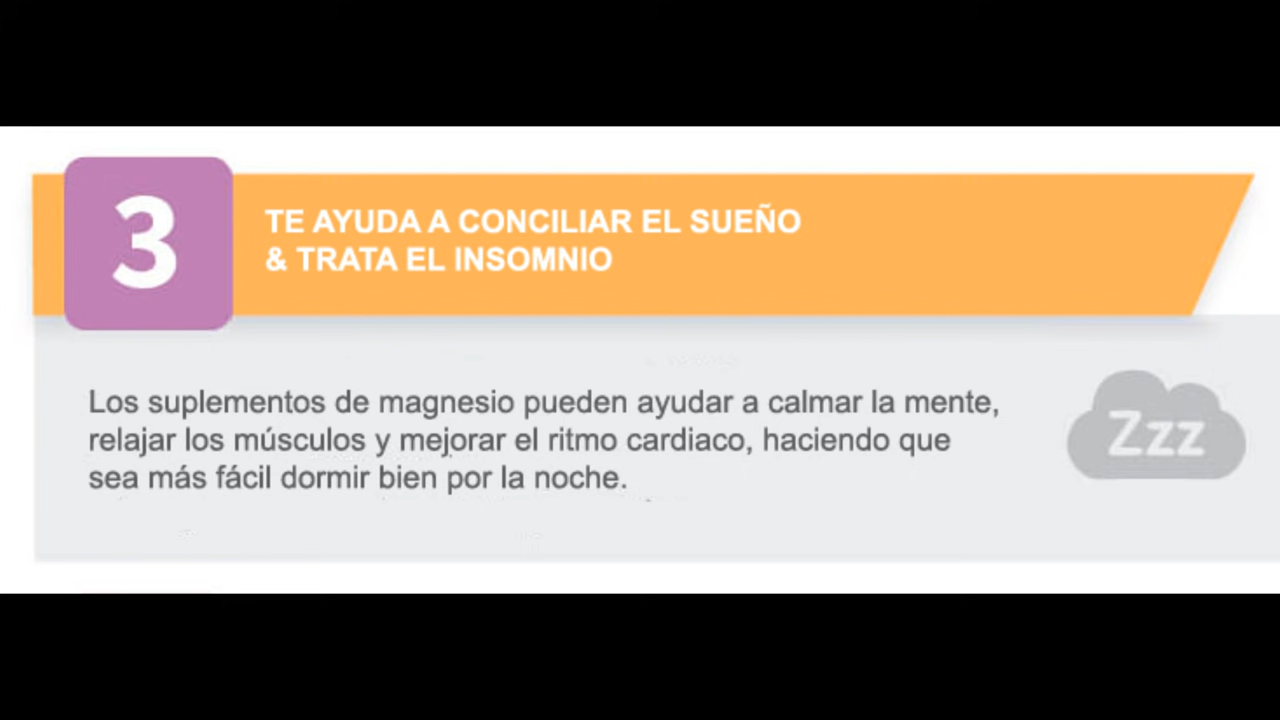 3
TE AYUDA A CONCILIAR EL SUEÑO
& TRATA EL INSOMNIO
Los suplementos de magnesio pueden ayudar a calmar la mente,
relajar los músculos y mejorar el ritmo cardiaco, haciendo que
sea más fácil dormir bien por la noche.
Zzz